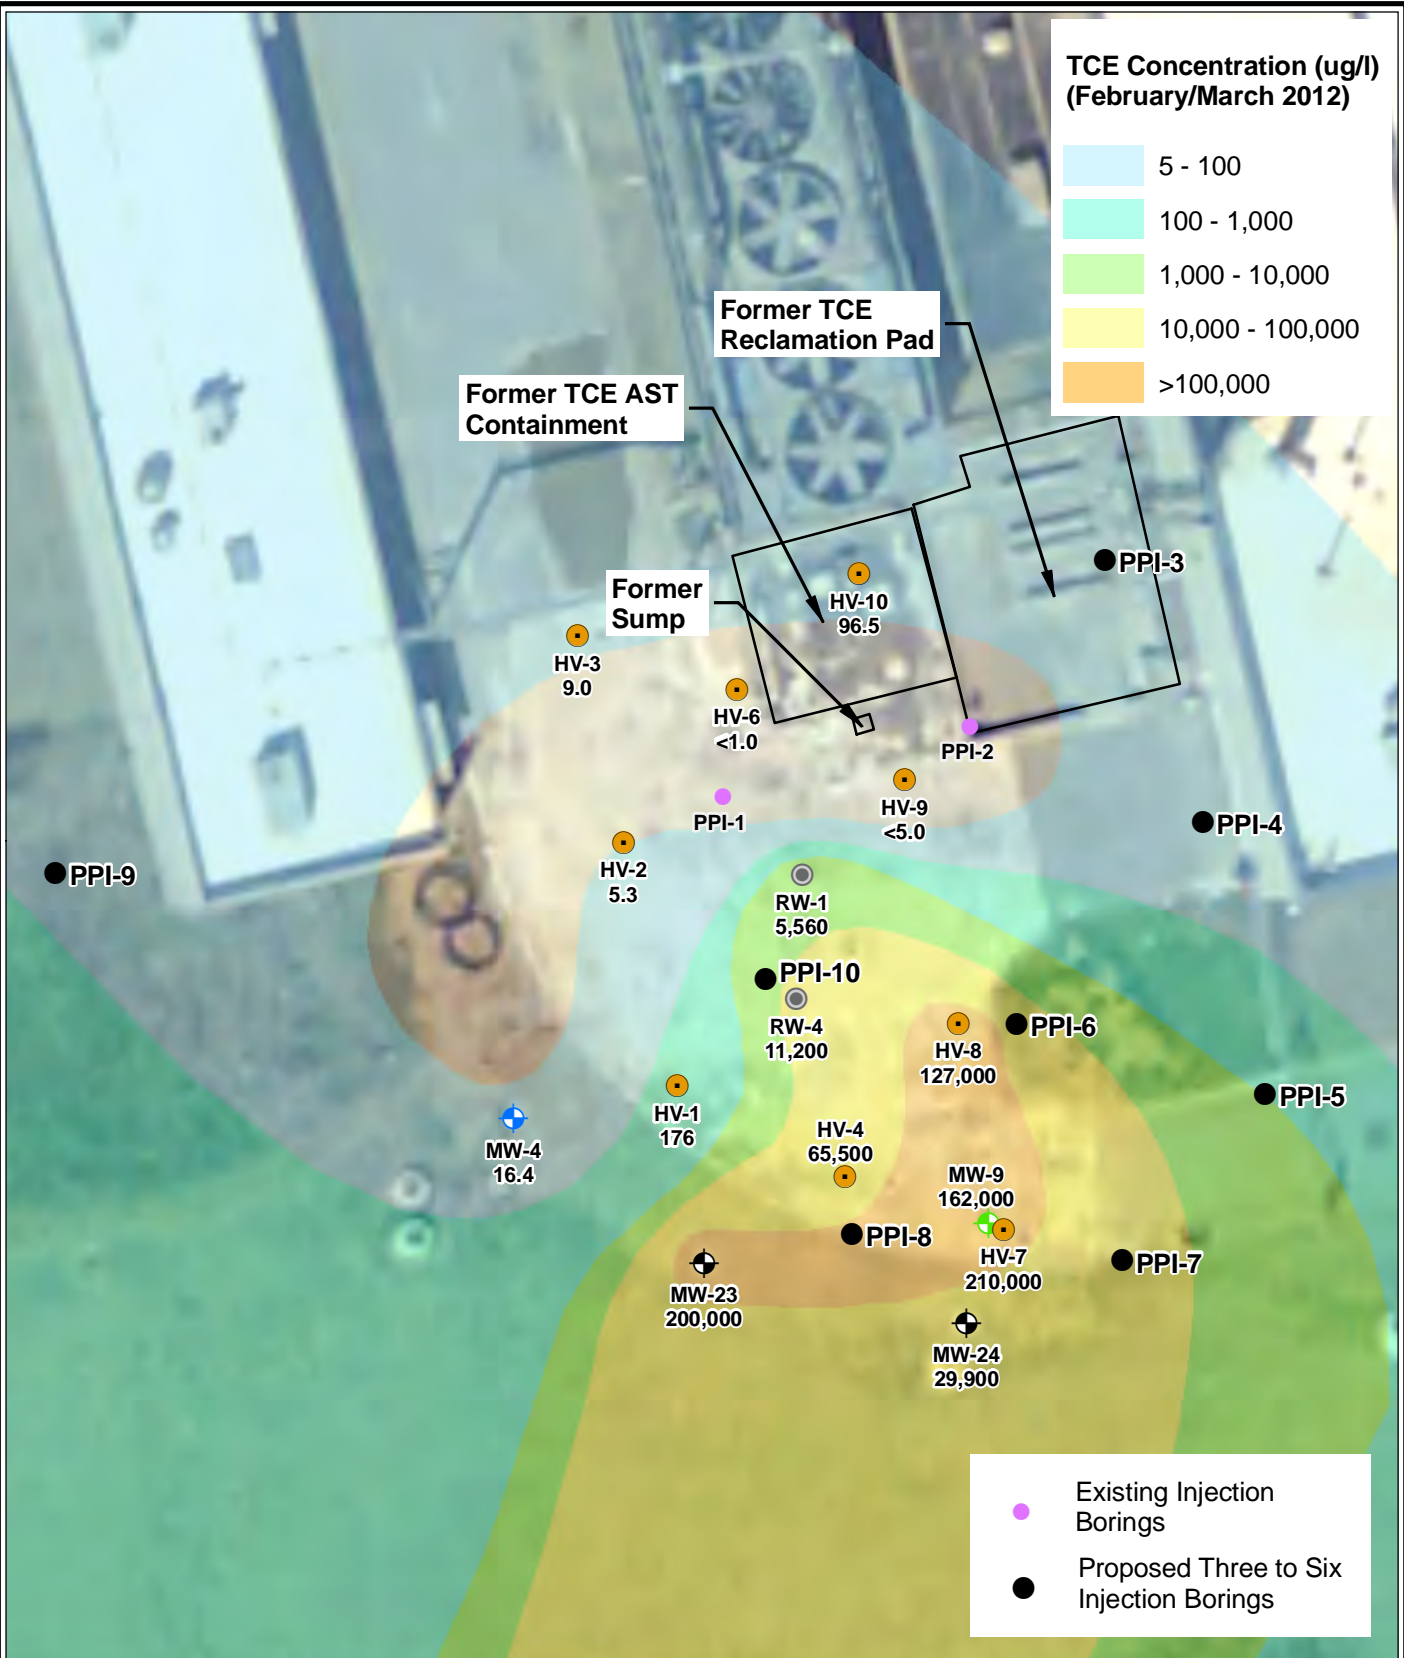 TCE Concentration (ug/l)
(February/March 2012)
5 - 100
100 - 1,000
1,000 - 10,000
10,000 - 100,000
>100,000
Former TCE
Reclamation Pad
Former TCE AST
Containment
Former
Sump
PPI-3
HV-10
96.5
HV-3
9.0
HV-6
<1.0
PPI-2
PPI-1
HV-9
<5.0
PPI-4
HV-2
5.3
PPI-9
RW-1
5,560
PPI-10
RW-4
11,200
HV-8
127,000
PPI-6
PPI-5
HV-1
176
MW-4
16.4
HV-4
65,500
MW-9
162,000
PPI-8
HV-7
210,000
PPI-7
MW-23
200,000
MW-24
29,900
Existing Injection
Borings
Proposed Three to Six
Injection Borings